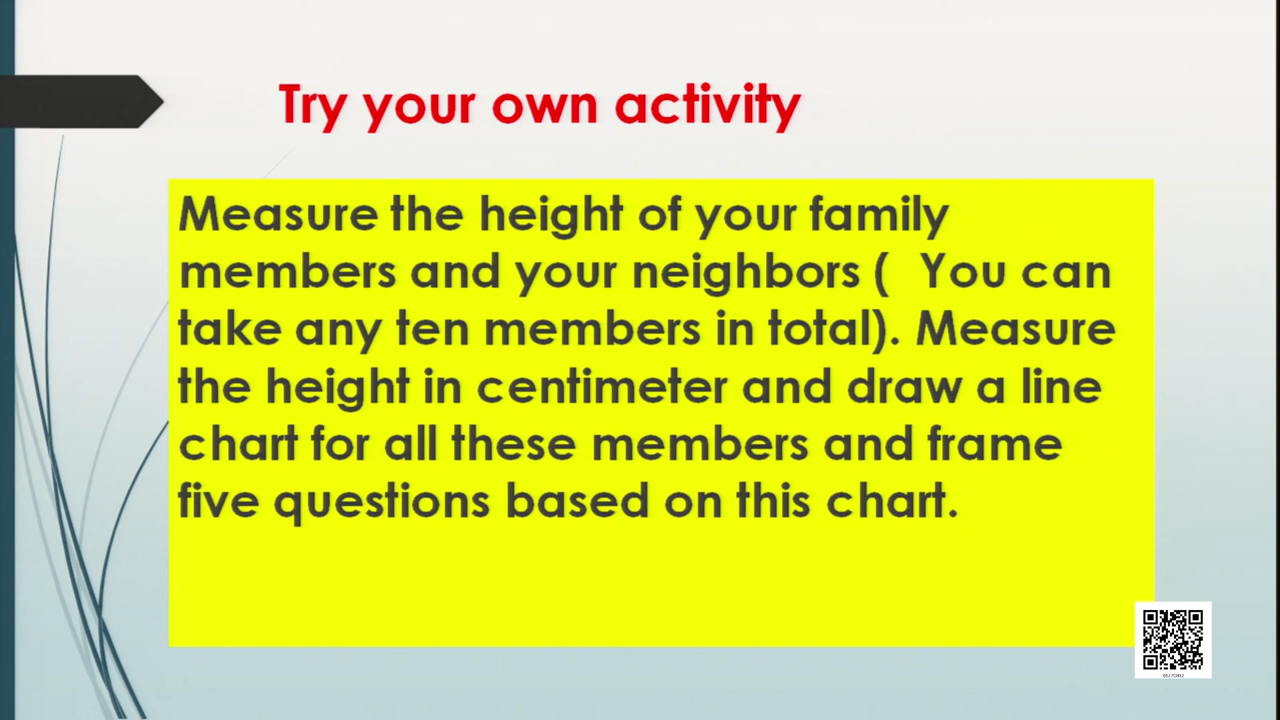 Try your own activity
Measure the height of your family
members and your neighbors ( You can
take any ten members in total). Measure
the height in centimeter and draw a line
chart for all these members and frame
five questions based on this chart.